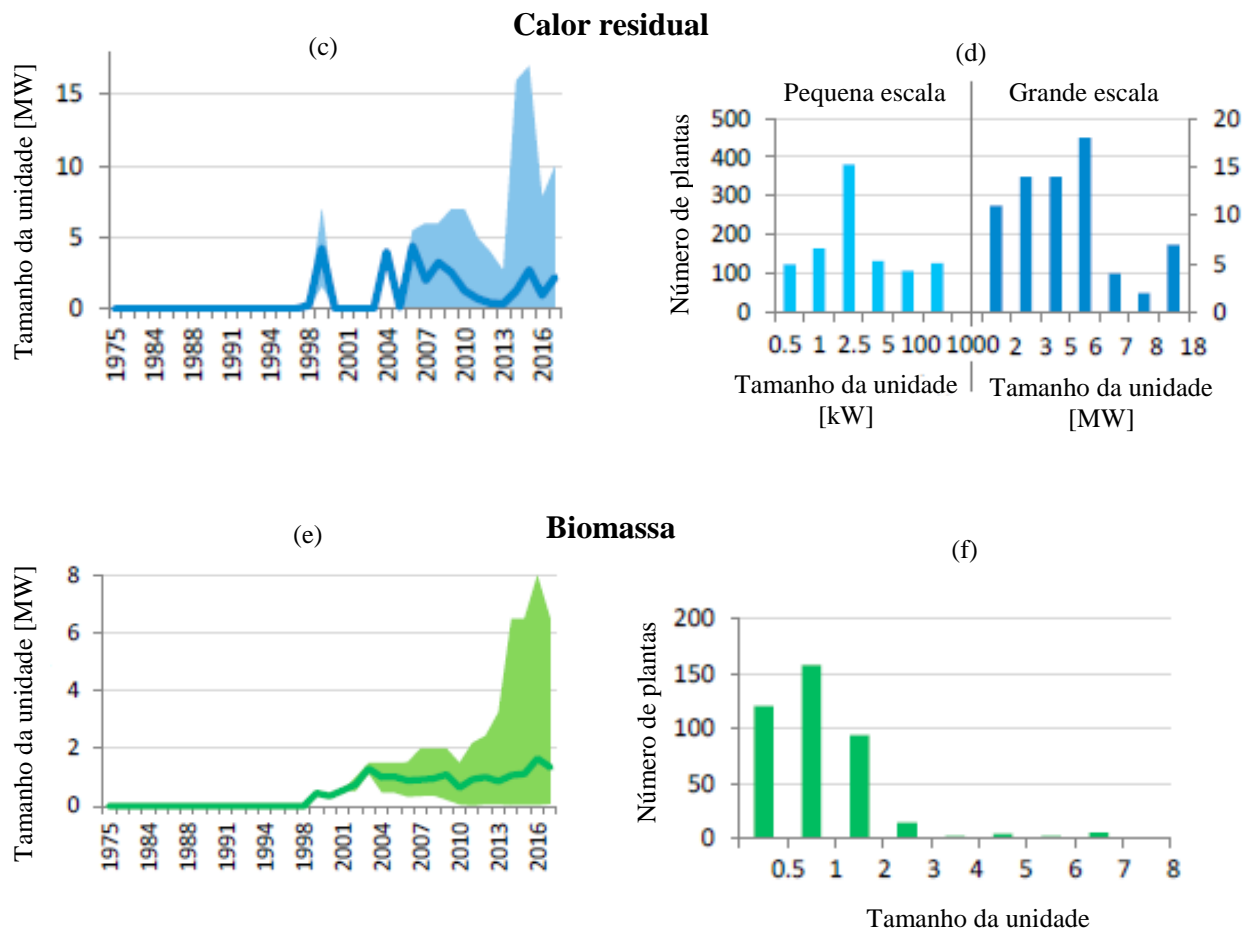 Calor residual
(c)
Tamanho da unidade [MW]
15
10
5
0
1975
1984
1988
1991
1994
1998
2001
2004
2007
2010
2013
2016
(d)
Pequena escala
Grande escala
Número de plantas
500
400
300
200
100
0
20
15
10
5
0
0.5 1 2.5 5 100 1000 2 3 5 6 7 8 18
Tamanho da unidade
[kW]
Tamanho da unidade
[MW]
Biomassa
(e)
Tamanho da unidade [MW]
8
6
4
2
0
1975
1984
1988
1991
1994
1998
2001
2004
2007
2010
2013
2016
(f)
Número de plantas
200
150
100
50
0
0.5 1 2 3 4 5 6 7 8
Tamanho da unidade